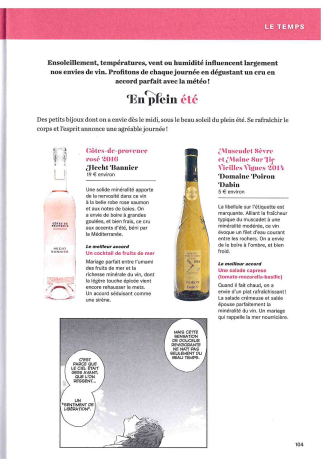 LE TEMPS
Ensoleillement, températures, vent ou humidité influencent largement
nos envies de vin. Profitons de chaque journée en dégustant un cru en
accord parfait avec la météo !
En plein été
Des petits bijoux dont on a envie dès le midi, sous le beau soleil du plein été. Se rafraîchir le
corps et l'esprit annonce une agréable journée !
Côtes-de-provence
rosé 2016
Hecht Bannier
19 € environ
Une solide minéralité apporte
de la nervosité dans ce vin
à la belle robe rose saumon
et aux notes de baies. On
a envie de boire à grandes
goulées, et bien frais, ce cru
aux accents d'été, béni par
la Méditerranée.
Le meilleur accord
Un cocktail de fruits de mer
Mariage parfait entre l'umami
des fruits de mer et la
richesse minérale du vin, dont
la légère touche épicée vient
encore rehausser le mets.
Un accord séduisant comme
une sirène.
Muscadet Sèvre
et Maine Sur Lie
Vieilles Vignes 2014
Domaine Poiron
Dabin
5 € environ
La libellule sur l'étiquette est
marquante. Alliant la fraîcheur
typique du muscadet à une
minéralité modérée, ce vin
évoque un filet d'eau courant
entre les rochers. On a envie
de le boire à l'ombre, et bien
froid.
Le meilleur accord
Une salade caprese
(tomate-mozzarella-basilic)
Quand il fait chaud, on a
envie d'un plat rafraîchissant !
La salade crémeuse et salée
épouse parfaitement la
minéralité du vin. Un mariage
qui rappelle la mer nourricière.
MAIS CETTE
SENSATION
DE DOUCEUR
REVIGORANTE
NE NAÎT PAS
SEULEMENT DU
BEAU TEMPS.
C'EST
PARCE QUE
LE CIEL ÉTAIT
GRIS AVANT,
QUE L'ON
RESSENT...
UN
"SENTIMENT DE
LIBÉRATION".
104